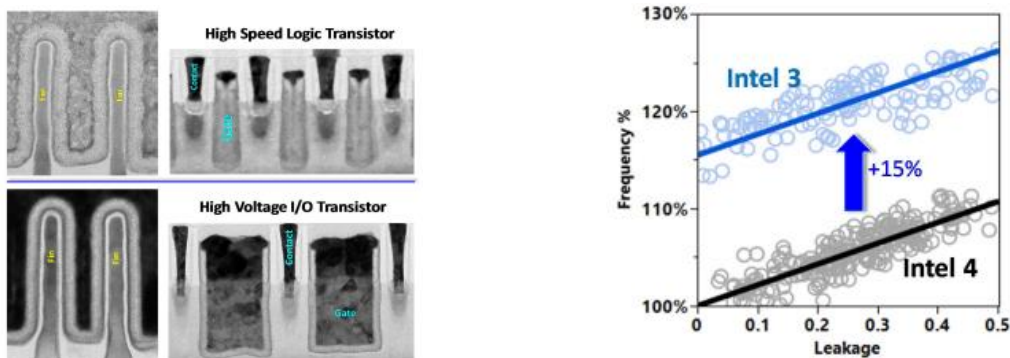 High Speed Logic Transistor
Fin
Fin
Contact
Gate
High Voltage I/O Transistor
Fin
Fin
Contact
Gate
130%
120%
110%
100%
Frequency %
Intel 3
+15%
Intel 4
0
0.1
0.2
0.3
0.4
0.5
Leakage